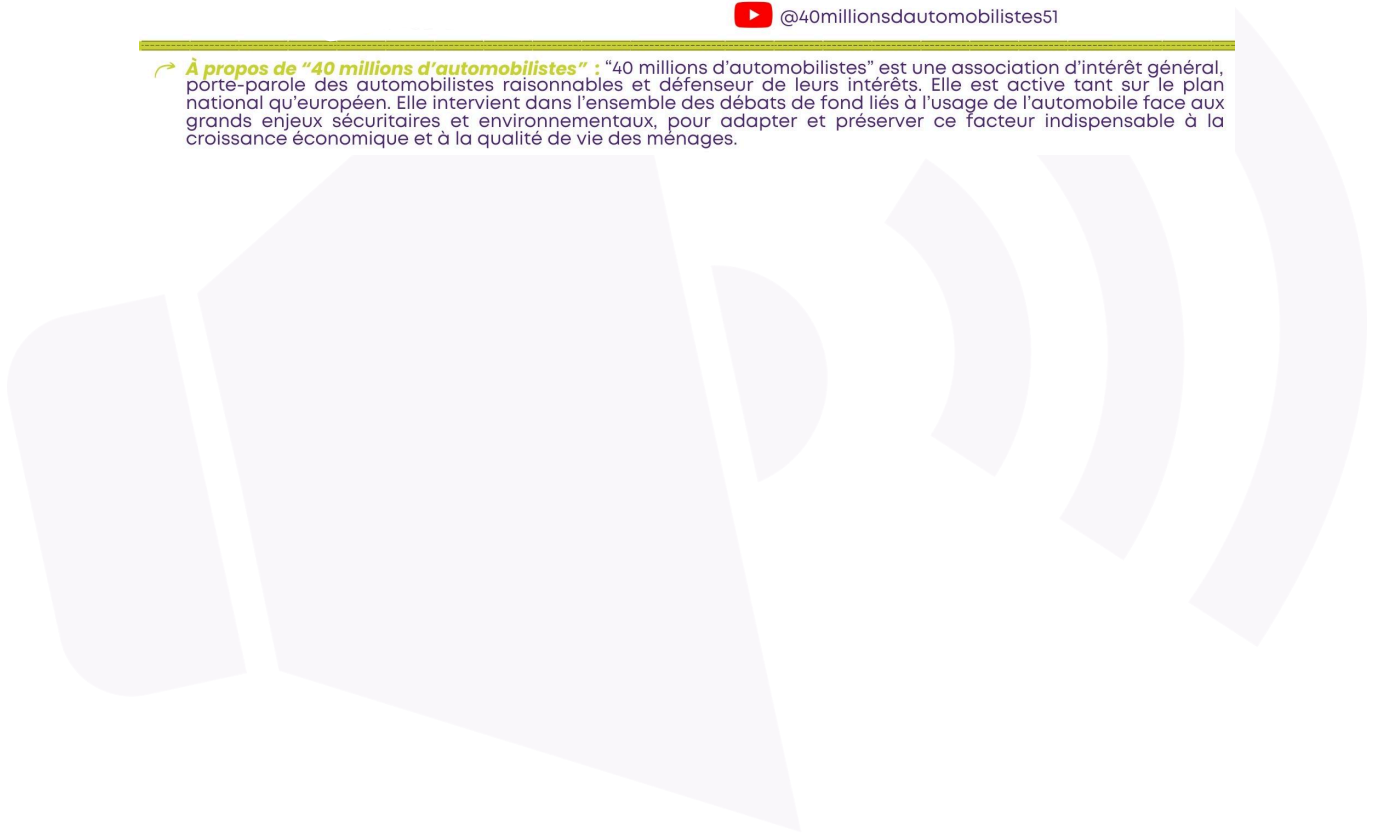 @40millionsdautomobilistes51
À propos de “40 millions d’automobilistes” : “40 millions d’automobilistes” est une association d’intérêt général,
porte-parole des automobilistes raisonnables et défenseur de leurs intérêts. Elle est active tant sur le plan
national qu’européen. Elle intervient dans l’ensemble des débats de fond liés à l’usage de l’automobile face aux
grands enjeux sécuritaires et environnementaux, pour adapter et préserver ce facteur indispensable à la
croissance économique et à la qualité de vie des ménages.